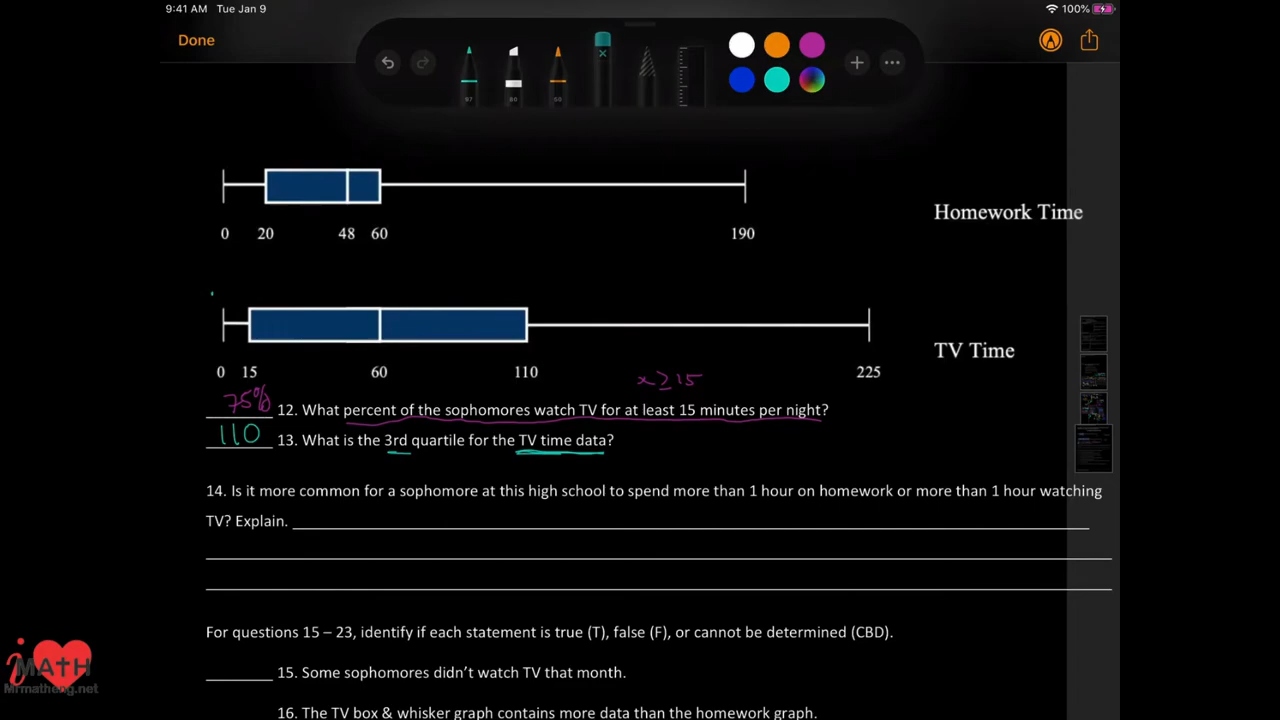 9:41 AM Tue Jan 9
100%
Done
97
80
58
Homework Time
0 20 48 60 190
TV Time
0 15 60 110 225
x ≥ 15
75% 12. What percent of the sophomores watch TV for at least 15 minutes per night?
110 13. What is the 3rd quartile for the TV time data?
14. Is it more common for a sophomore at this high school to spend more than 1 hour on homework or more than 1 hour watching
TV? Explain.
For questions 15 – 23, identify if each statement is true (T), false (F), or cannot be determined (CBD).
15. Some sophomores didn't watch TV that month.
16. The TV box & whisker graph contains more data than the homework graph.
i MATH
Mrmatheng.net